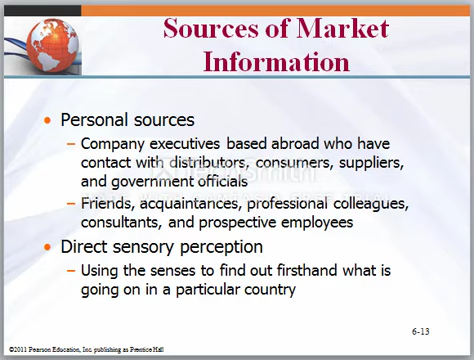 Sources of Market
Information
• Personal sources
– Company executives based abroad who have
contact with distributors, consumers, suppliers,
and government officials
– Friends, acquaintances, professional colleagues,
consultants, and prospective employees
• Direct sensory perception
– Using the senses to find out firsthand what is
going on in a particular country
6-13
©2011 Pearson Education, Inc. publishing as Prentice Hall